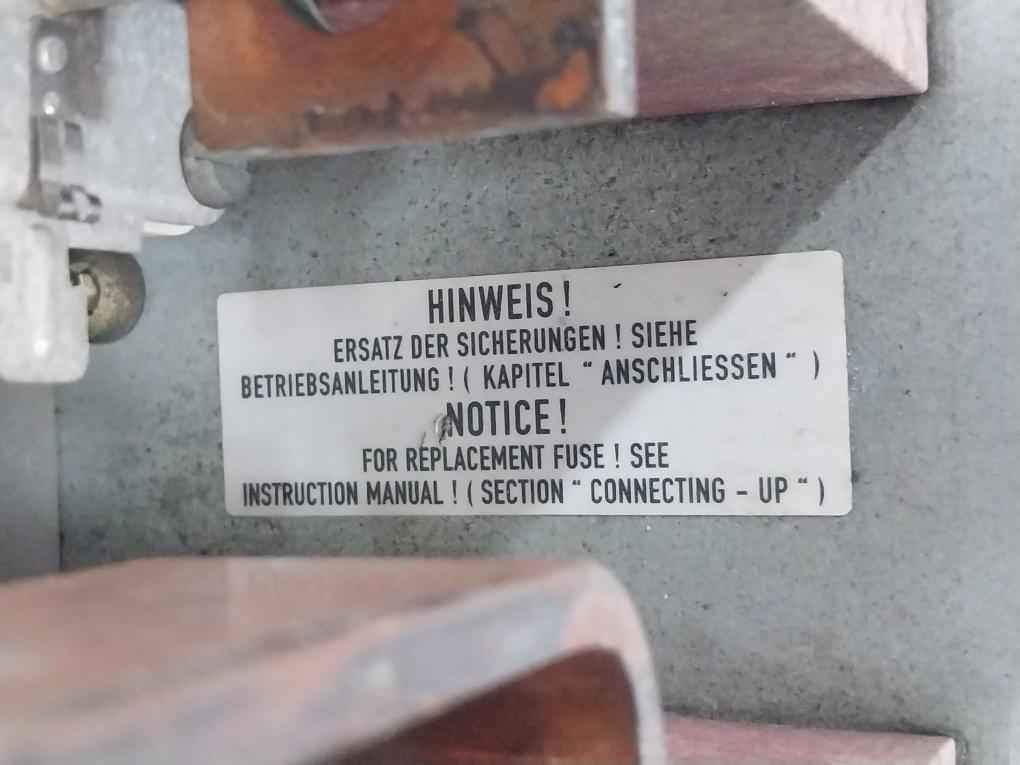 HINWEIS !
ERSATZ DER SICHERUNGEN ! SIEHE
BETRIEBSANLEITUNG ! ( KAPITEL “ ANSCHLIESSEN “ )
NOTICE !
FOR REPLACEMENT FUSE ! SEE
INSTRUCTION MANUAL ! ( SECTION “ CONNECTING - UP “ )